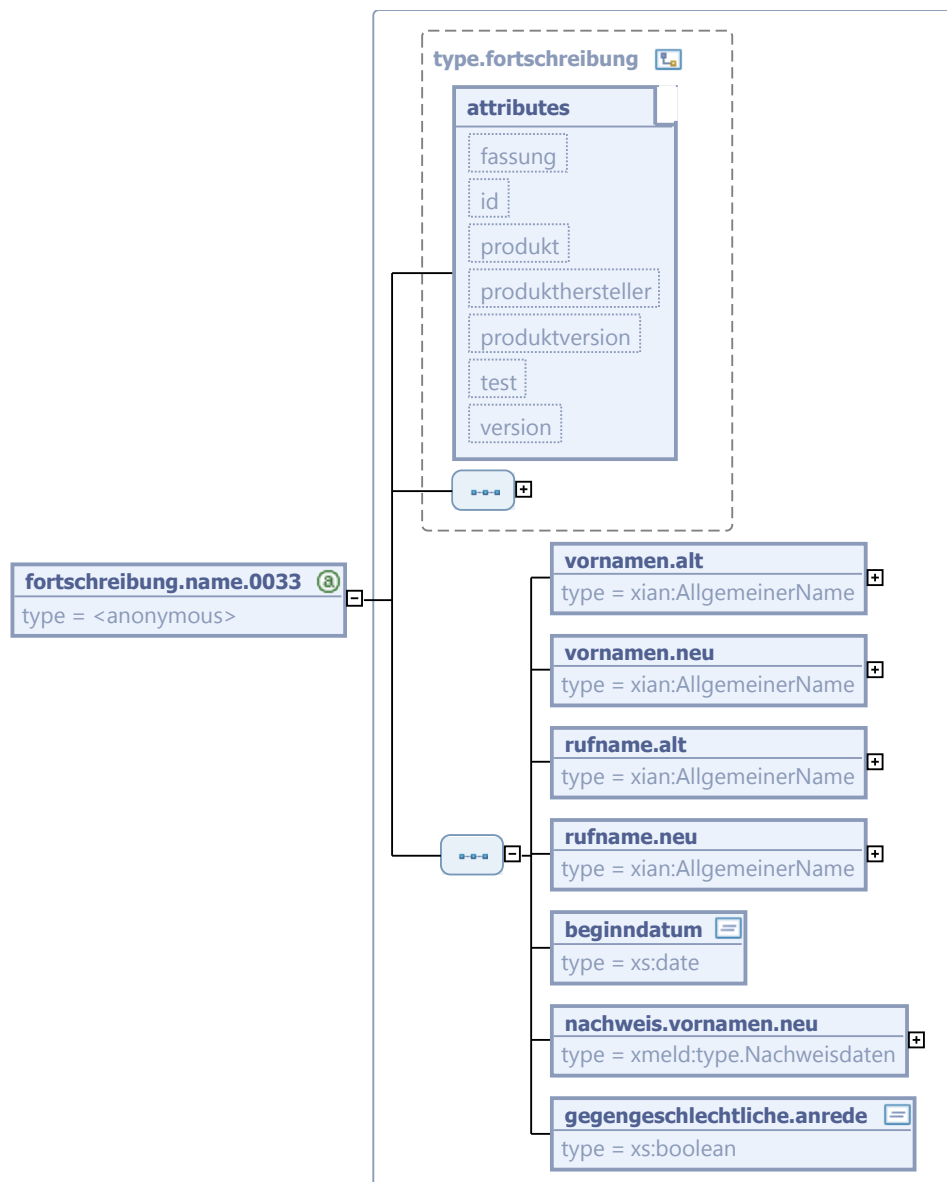 type.fortschreibung
attributes
fassung
id
produkt
produkthersteller
produktversion
test
version
fortschreibung.name.0033
type = <anonymous>
vornamen.alt
type = xian:AllgemeinerName
vornamen.neu
type = xian:AllgemeinerName
rufname.alt
type = xian:AllgemeinerName
rufname.neu
type = xian:AllgemeinerName
beginndatum
type = xs:date
nachweis.vornamen.neu
type = xmeld:type.Nachweisdaten
gegengeschlechtliche.anrede
type = xs:boolean